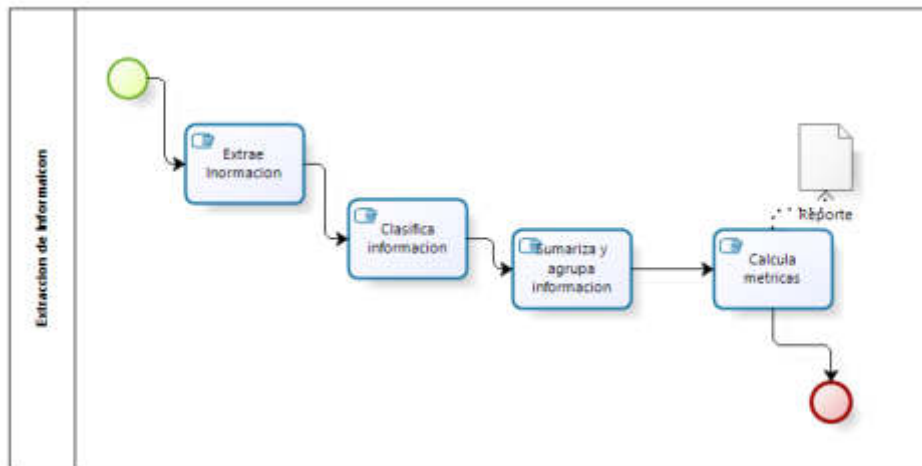 Extraccion de Informaicon
Extrae
Inormacion
Clasifica
informacion
Sumariza y
agrupa
informacion
Reporte
Calcula
metricas